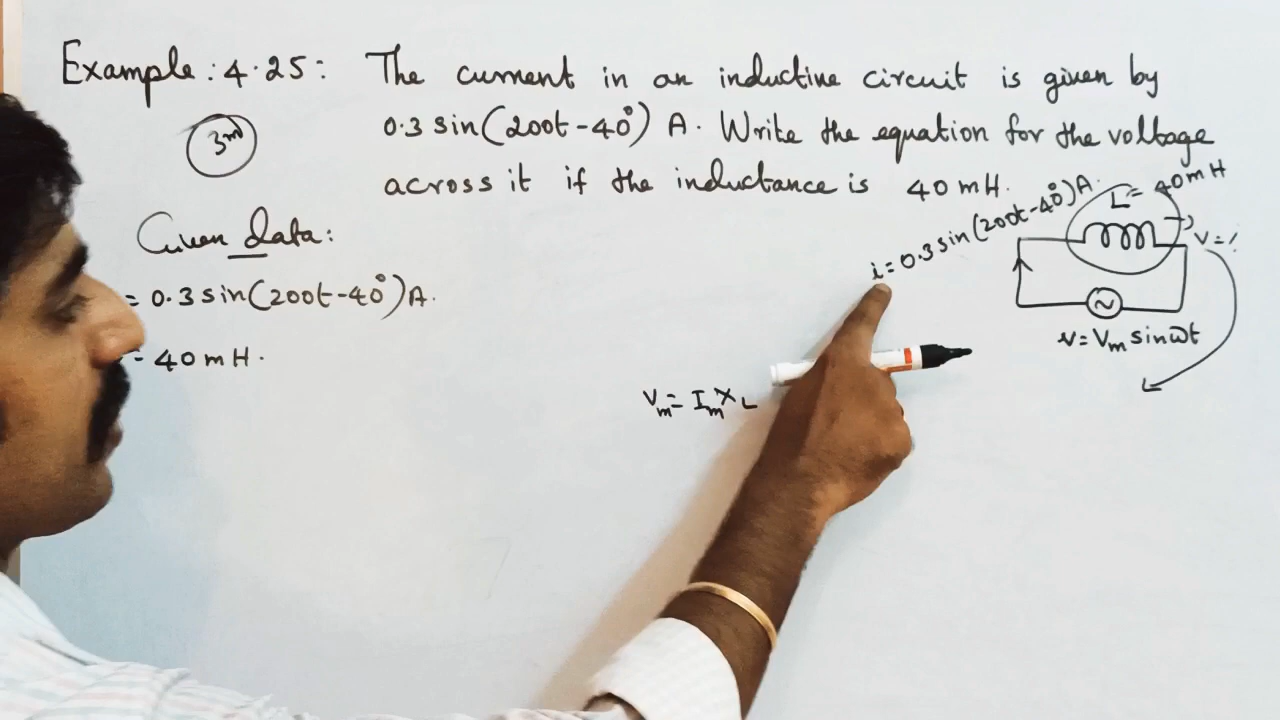 Example: 4.25: The current in an inductive circuit is given by
3rd
0.3 sin(200t-40°) A. Write the equation for the voltage
across it if the inductance is 40 mH.
Given data:
= 0.3 sin(200t-40°)A.
= 40 mH.
i = 0.3 sin(200t-40°)A.
L = 40 mH
V = ?
v = Vm sin ωt
Vm = Im XL